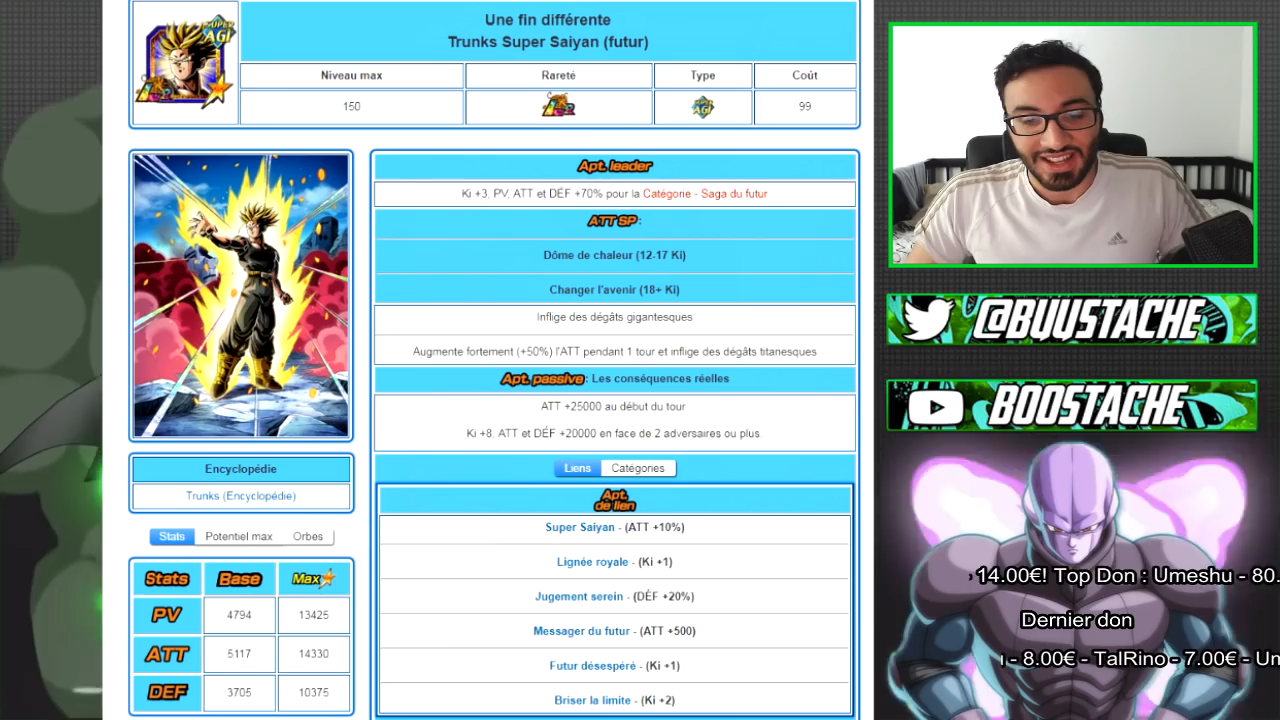 SUPER
AGI
Une fin différente
Trunks Super Saiyan (futur)
Niveau max
Rareté
Type
Coût
150
SUPER
AGI
99
Apt. leader
Ki +3, PV, ATT et DÉF +70% pour la Catégorie - Saga du futur
ATT SP:
Dôme de chaleur (12-17 Ki)
Changer l'avenir (18+ Ki)
Inflige des dégâts gigantesques
Augmente fortement (+50%) l'ATT pendant 1 tour et inflige des dégâts titanesques
Apt. passive: Les conséquences réelles
ATT +25000 au début du tour
Ki +8, ATT et DÉF +20000 en face de 2 adversaires ou plus.
Liens
Catégories
Apt. de lien
Super Saiyan - (ATT +10%)
Lignée royale - (Ki +1)
Jugement serein - (DÉF +20%)
Messager du futur - (ATT +500)
Futur désespéré - (Ki +1)
Briser la limite - (Ki +2)
Encyclopédie
Trunks (Encyclopédie)
Stats
Potentiel max
Orbes
Stats
Base
Max
PV
4794
13425
ATT
5117
14330
DEF
3705
10375
@BUUSTACHE
BOOSTACHE
14.00€! Top Don : Umeshu - 80.
Dernier don
- 8.00€ - TalRino - 7.00€ - Um